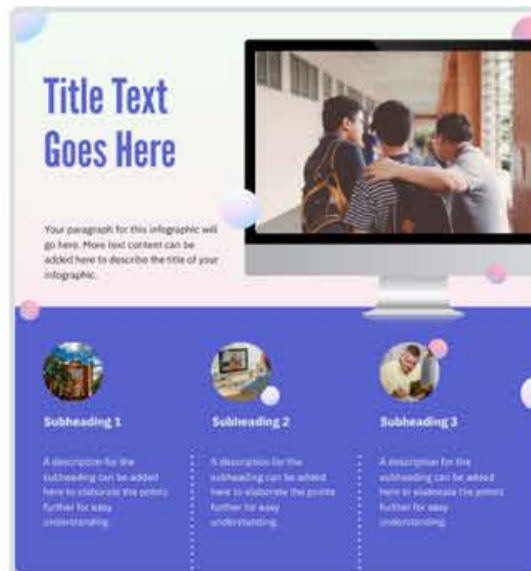 Title Text
Goes Here
Your paragraph for this infographic will
go here. More text content can be
added here to describe the title of your
infographic.
Subheading 1
Subheading 2
Subheading 3
A description for the
subheading can be added
here to elaborate the points
further for easy
understanding.
A description for the
subheading can be added
here to elaborate the points
further for easy
understanding.
A description for the
subheading can be added
here to elaborate the points
further for easy
understanding.